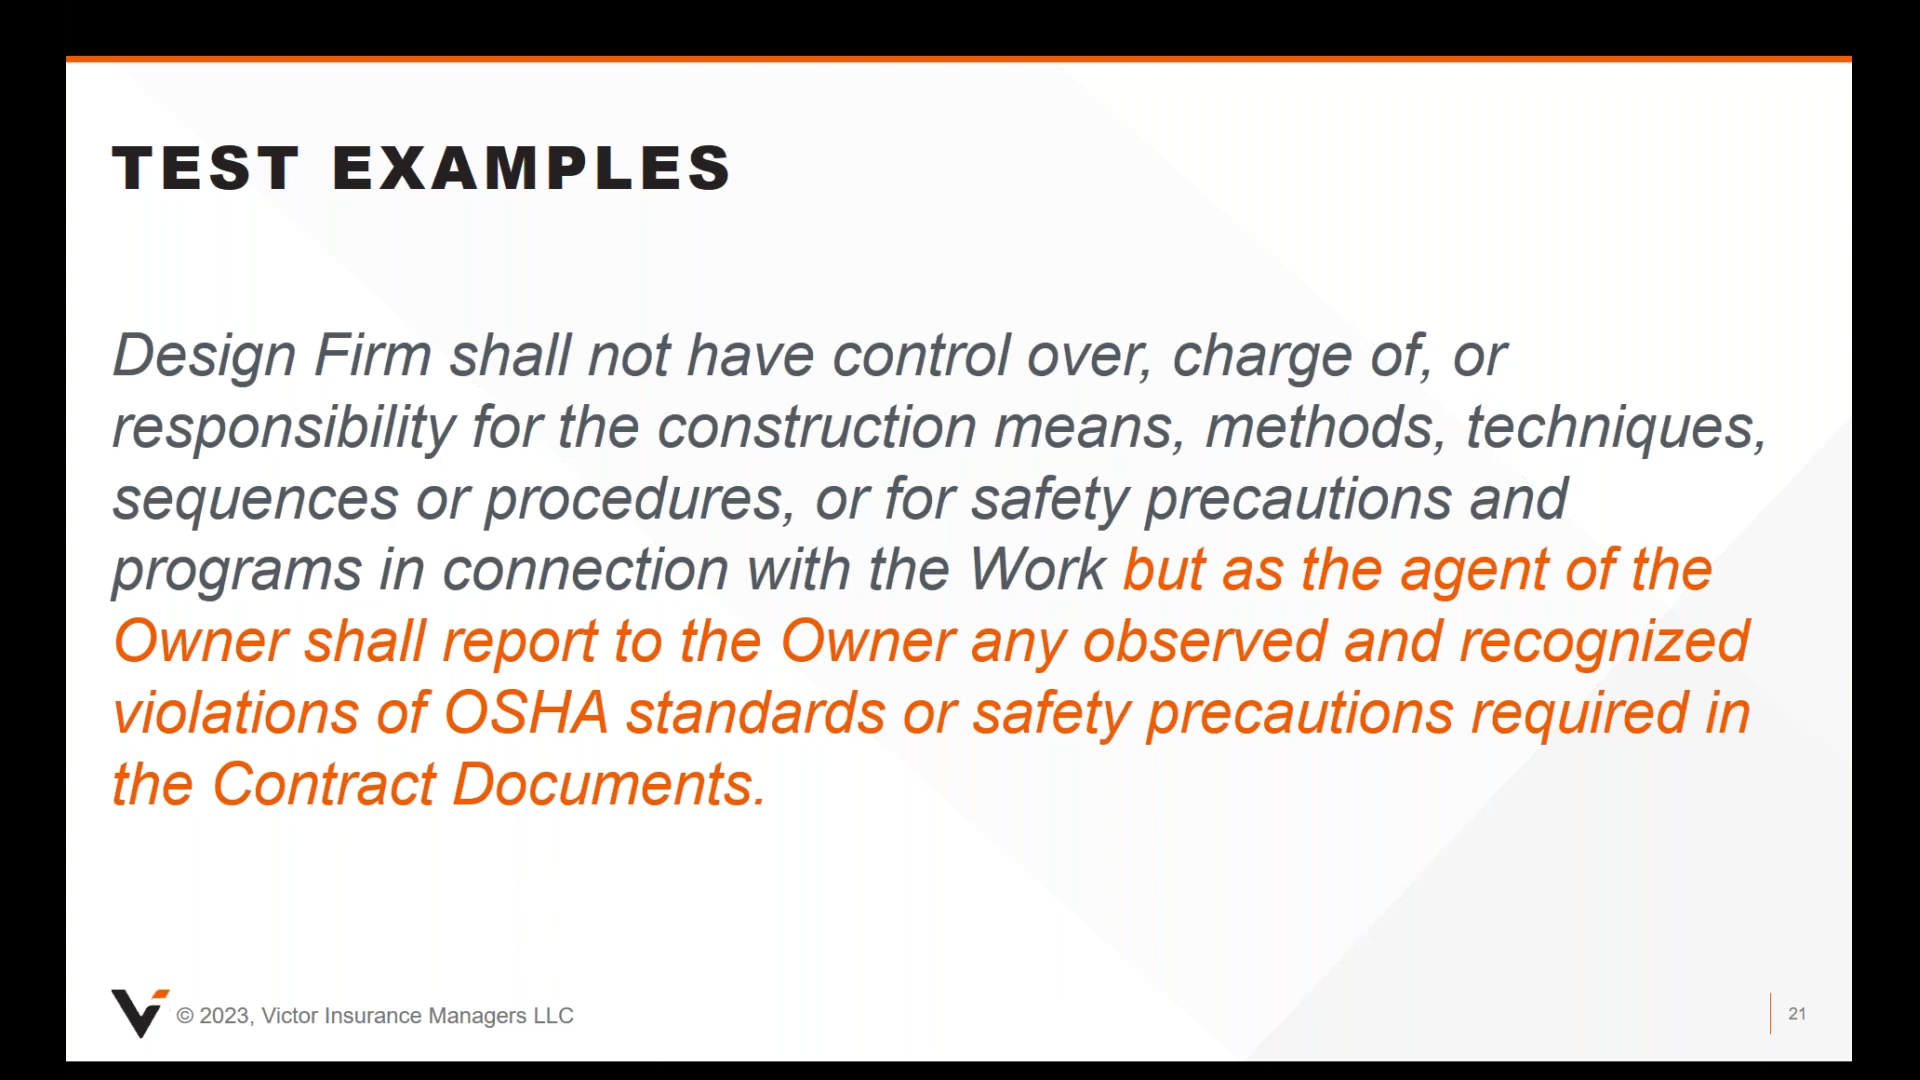 TEST EXAMPLES
Design Firm shall not have control over, charge of, or
responsibility for the construction means, methods, techniques,
sequences or procedures, or for safety precautions and
programs in connection with the Work but as the agent of the
Owner shall report to the Owner any observed and recognized
violations of OSHA standards or safety precautions required in
the Contract Documents.
© 2023, Victor Insurance Managers LLC
21